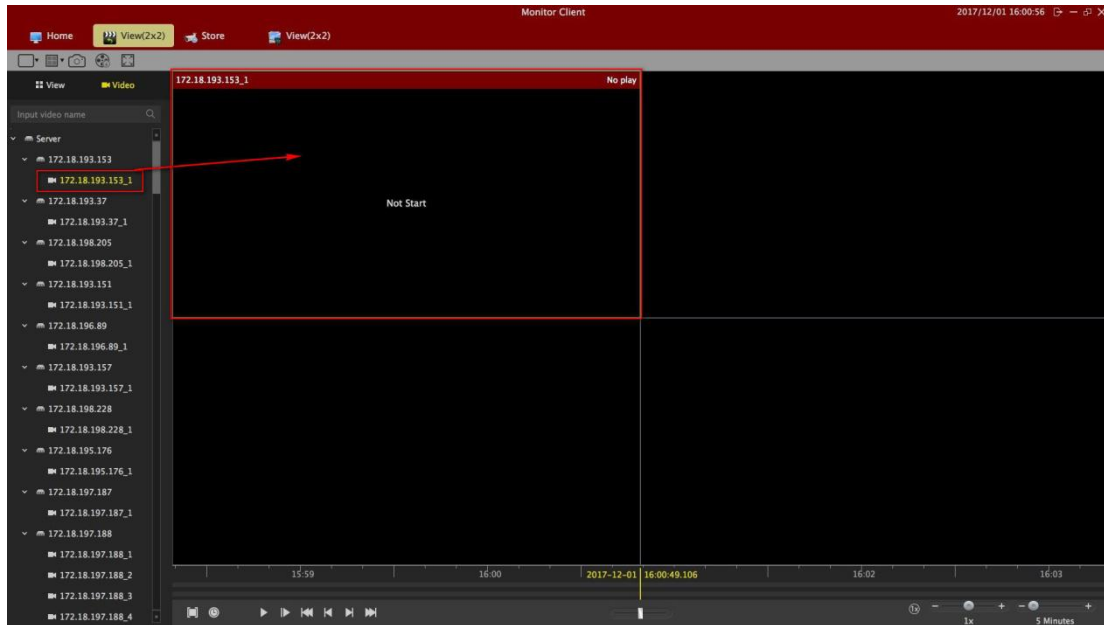 Monitor Client
2017/12/01 16:00:56
Home View(2x2) Store View(2x2)
View Video
Input video name
172.18.193.153_1 No play
Server
172.18.193.153
172.18.193.153_1
172.18.193.37
172.18.193.37_1
172.18.198.205
172.18.198.205_1
172.18.193.151
172.18.193.151_1
172.18.196.89
172.18.196.89_1
172.18.193.157
172.18.193.157_1
172.18.198.228
172.18.198.228_1
172.18.195.176
172.18.195.176_1
172.18.197.187
172.18.197.187_1
172.18.197.188
172.18.197.188_1
172.18.197.188_2
172.18.197.188_3
172.18.197.188_4
Not Start
15:59 16:00 2017-12-01 16:00:49.106 16:02 16:03
1x − + − +
1x 5 Minutes